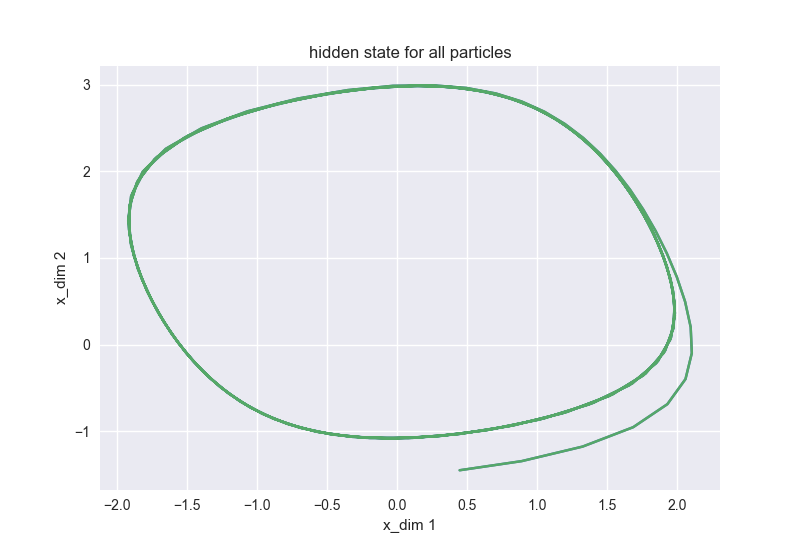 hidden state for all particles
3
2
1
0
−1
x_dim 2
−2.0 −1.5 −1.0 −0.5 0.0 0.5 1.0 1.5 2.0
x_dim 1